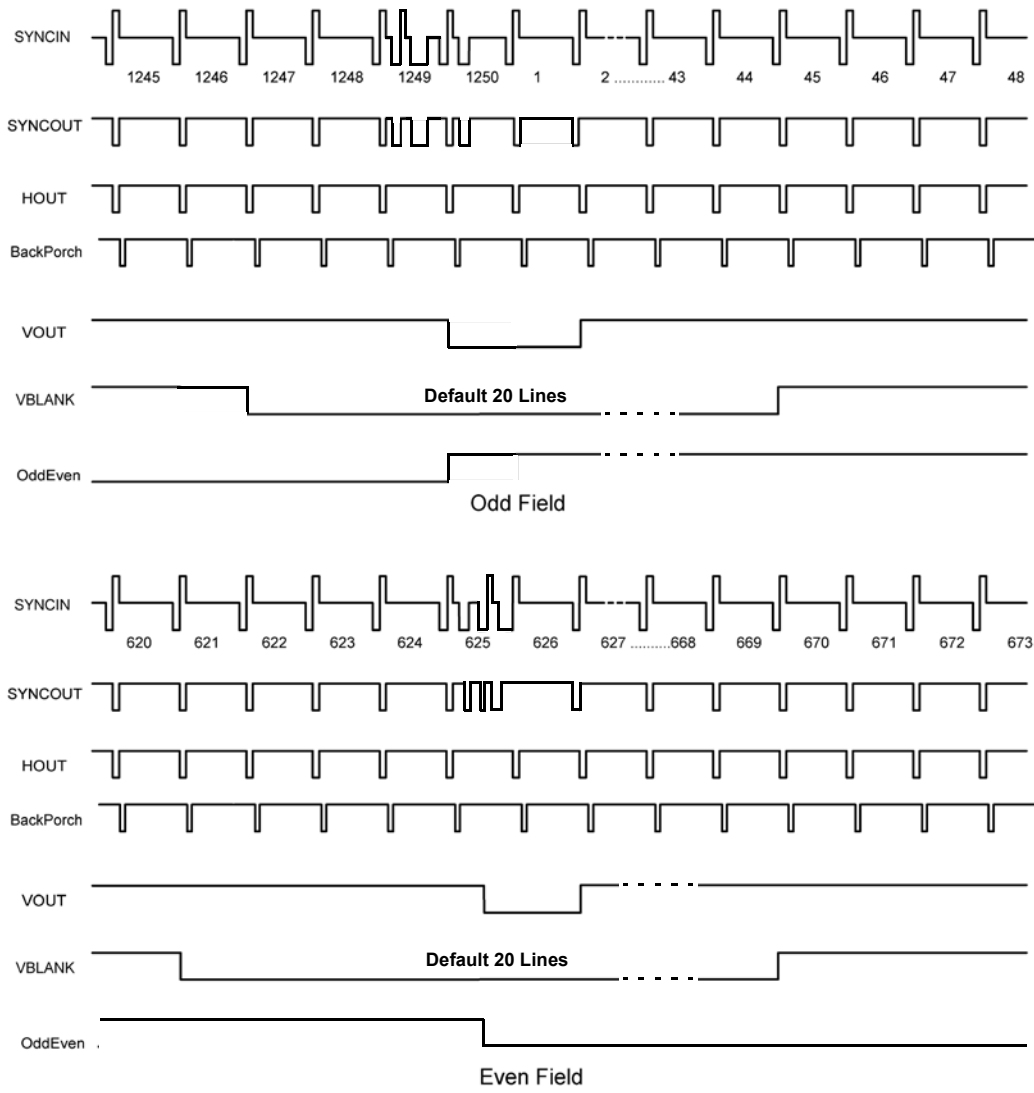 SYNCIN
1245 1246 1247 1248 1249 1250 1 2 ............. 43 44 45 46 47 48
SYNCOUT
HOUT
BackPorch
VOUT
VBLANK Default 20 Lines
OddEven
Odd Field
SYNCIN
620 621 622 623 624 625 626 627 ..........668 669 670 671 672 673
SYNCOUT
HOUT
BackPorch
VOUT
VBLANK Default 20 Lines
OddEven
Even Field